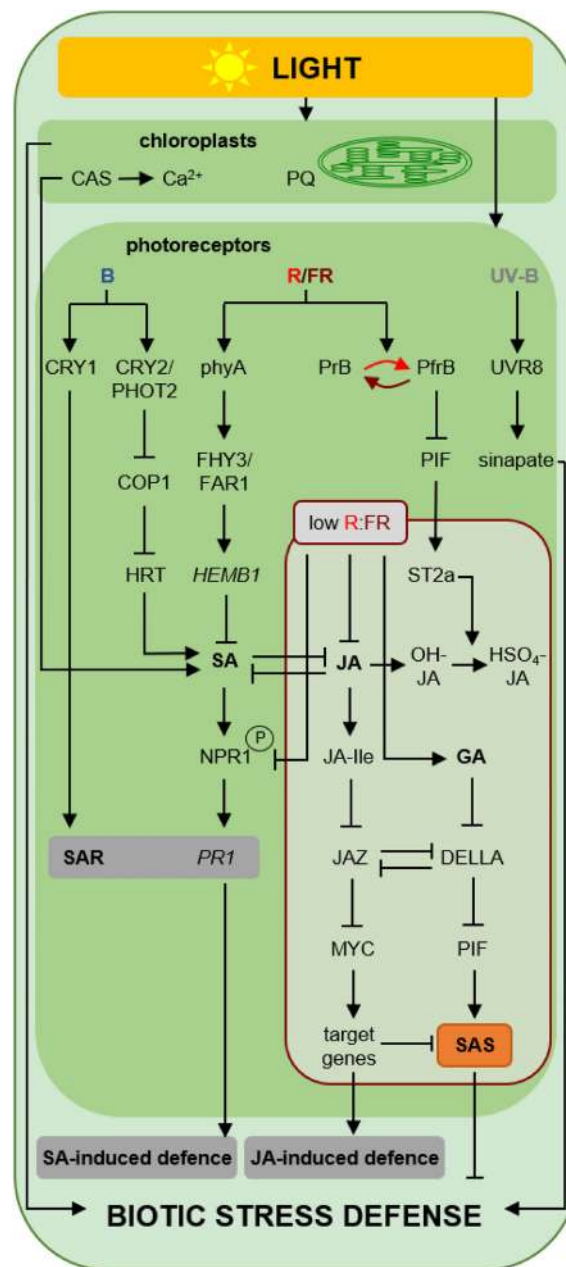 LIGHT
chloroplasts
CAS
Ca²⁺
PQ
photoreceptors
B
R/FR
UV-B
CRY1
CRY2/
PHOT2
phyA
PrB
PfrB
UVR8
COP1
FHY3/
FAR1
PIF
sinapate
low R:FR
HRT
HEMB1
ST2a
SA
JA
OH-
JA
HSO₄-
JA
NPR1
P
JA-Ile
GA
SAR
PR1
JAZ
DELLA
MYC
PIF
target
genes
SAS
SA-induced defence
JA-induced defence
BIOTIC STRESS DEFENSE